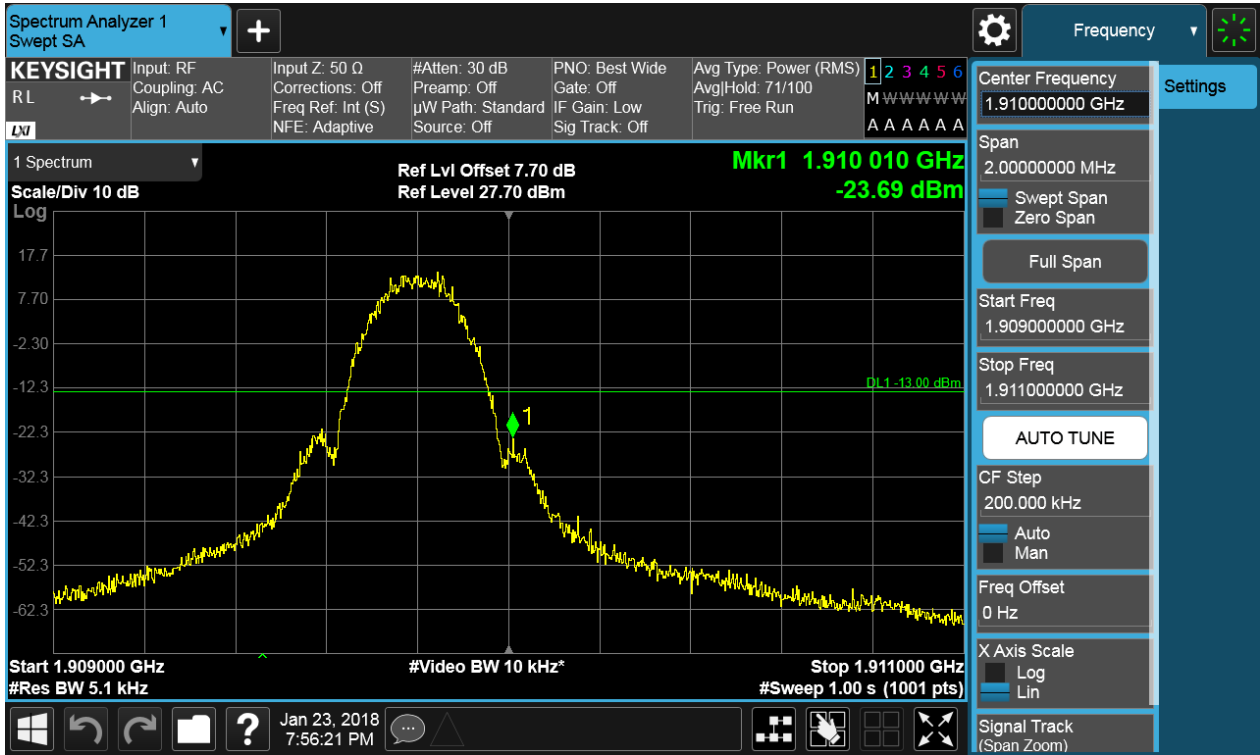 Spectrum Analyzer 1
Swept SA
+
Frequency
KEYSIGHT
RL
LXI
Input: RF
Coupling: AC
Align: Auto
Input Z: 50 Ω
Corrections: Off
Freq Ref: Int (S)
NFE: Adaptive
#Atten: 30 dB
Preamp: Off
µW Path: Standard
Source: Off
PNO: Best Wide
Gate: Off
IF Gain: Low
Sig Track: Off
Avg Type: Power (RMS)
Avg|Hold: 71/100
Trig: Free Run
1 2 3 4 5 6
M W W W W W
A A A A A A
Center Frequency
1.910000000 GHz
Settings
Span
2.00000000 MHz
Swept Span
Zero Span
Full Span
Start Freq
1.909000000 GHz
Stop Freq
1.911000000 GHz
AUTO TUNE
CF Step
200.000 kHz
Auto
Man
Freq Offset
0 Hz
X Axis Scale
Log
Lin
Signal Track
(Span Zoom)
1 Spectrum
Scale/Div 10 dB
Log
Ref Lvl Offset 7.70 dB
Ref Level 27.70 dBm
Mkr1 1.910 010 GHz
-23.69 dBm
17.7
7.70
-2.30
-12.3
DL1 -13.00 dBm
1
-22.3
-32.3
-42.3
-52.3
-62.3
Start 1.909000 GHz
#Video BW 10 kHz*
Stop 1.911000 GHz
#Res BW 5.1 kHz
#Sweep 1.00 s (1001 pts)
?
Jan 23, 2018
7:56:21 PM